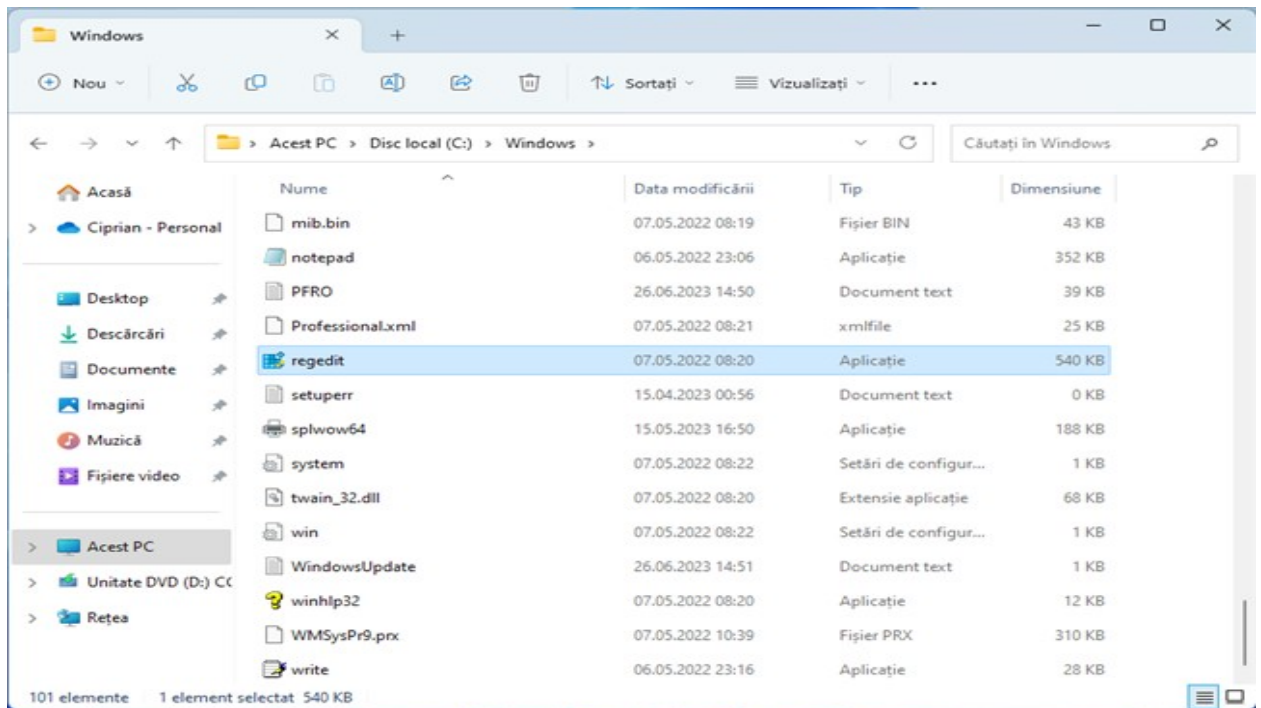 Windows
Nou
Sortați
Vizualizați
Acest PC > Disc local (C:) > Windows >
Căutați în Windows
Acasă
Ciprian - Personal
Desktop
Descărcări
Documente
Imagini
Muzică
Fișiere video
Acest PC
Unitate DVD (D:) CC
Rețea
Nume Data modificării Tip Dimensiune
mib.bin 07.05.2022 08:19 Fișier BIN 43 KB
notepad 06.05.2022 23:06 Aplicație 352 KB
PFRO 26.06.2023 14:50 Document text 39 KB
Professional.xml 07.05.2022 08:21 xmlfile 25 KB
regedit 07.05.2022 08:20 Aplicație 540 KB
setuperr 15.04.2023 00:56 Document text 0 KB
splwow64 15.05.2023 16:50 Aplicație 188 KB
system 07.05.2022 08:22 Setări de configur... 1 KB
twain_32.dll 07.05.2022 08:20 Extensie aplicație 68 KB
win 07.05.2022 08:22 Setări de configur... 1 KB
WindowsUpdate 26.06.2023 14:51 Document text 1 KB
winhlp32 07.05.2022 08:20 Aplicație 12 KB
WMSysPr9.prx 07.05.2022 10:39 Fișier PRX 310 KB
write 06.05.2022 23:16 Aplicație 28 KB
101 elemente 1 element selectat 540 KB